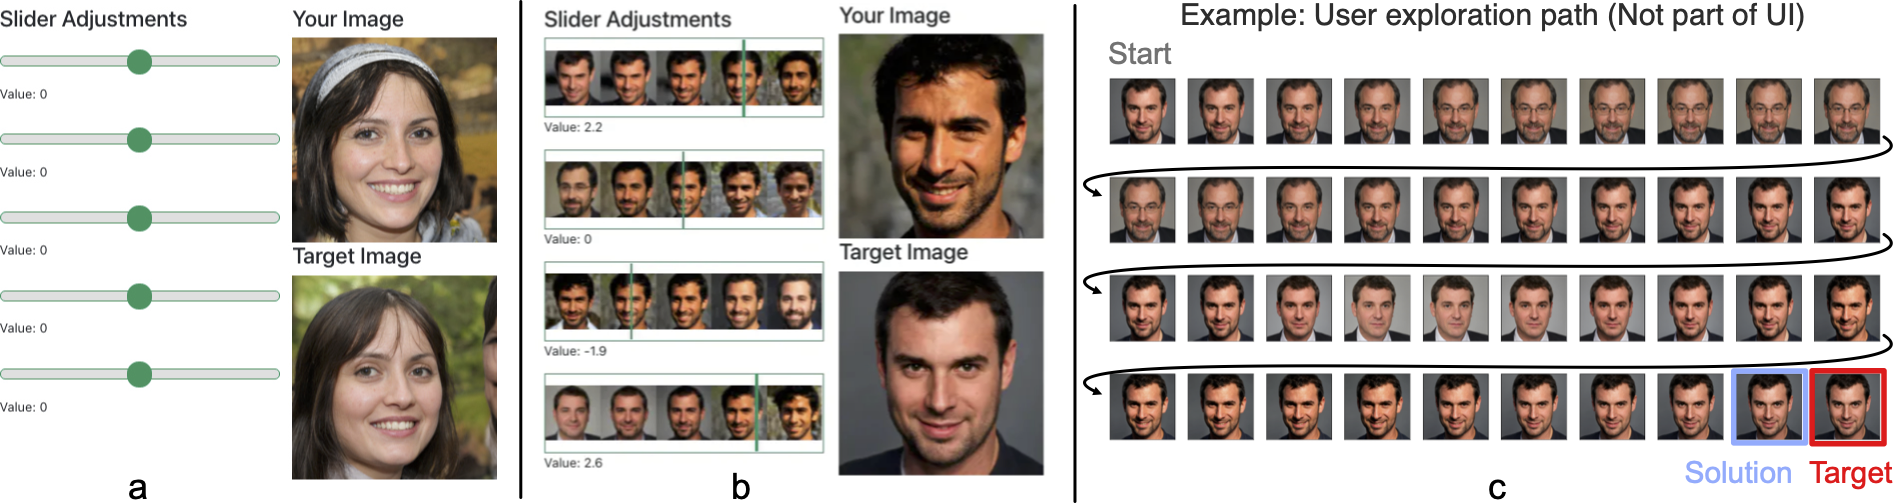 Slider Adjustments
Your Image
Value: 0
Value: 0
Value: 0
Target Image
Value: 0
Value: 0
a
Slider Adjustments
Your Image
Value: 2.2
Value: 0
Target Image
Value: -1.9
Value: 2.6
b
Example: User exploration path (Not part of UI)
Start
Solution
Target
c